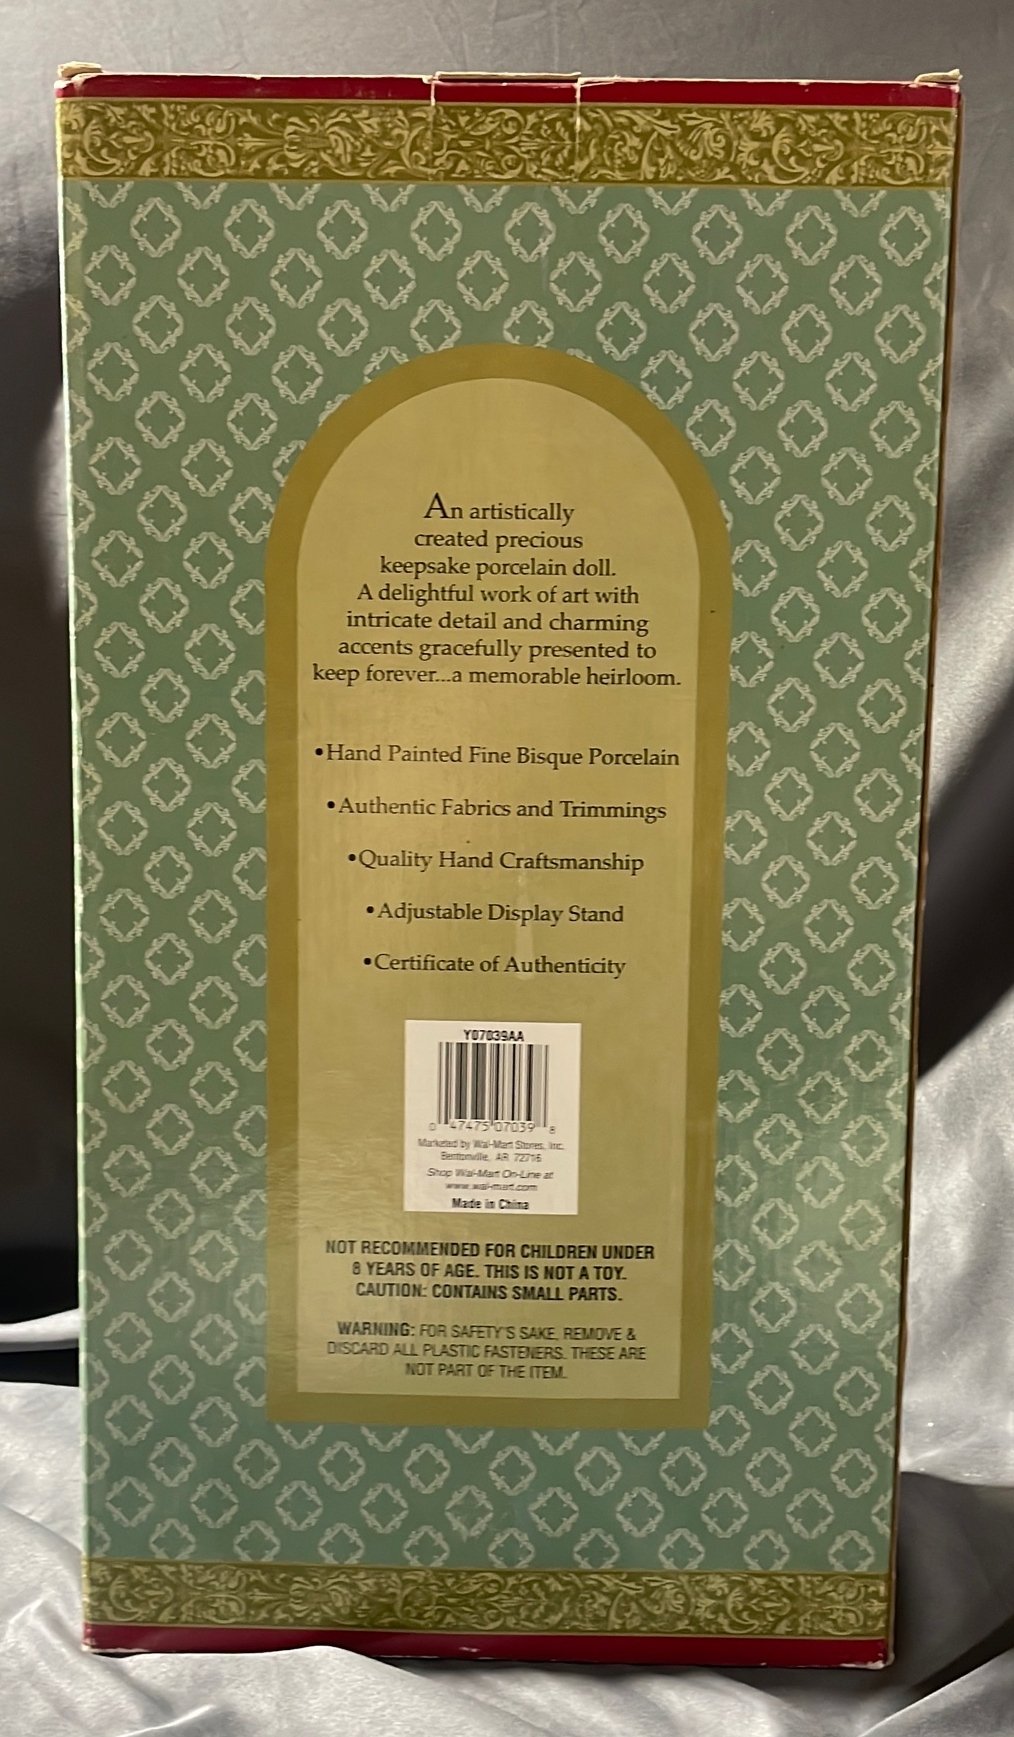 An artistically
created precious
keepsake porcelain doll.
A delightful work of art with
intricate detail and charming
accents gracefully presented to
keep forever...a memorable heirloom.
•Hand Painted Fine Bisque Porcelain
•Authentic Fabrics and Trimmings
•Quality Hand Craftsmanship
•Adjustable Display Stand
•Certificate of Authenticity
Y07039AA
0 47475 07039 8
Marketed by Wal-Mart Stores, Inc.
Bentonville, AR 72716
Shop Wal-Mart On-Line at
www.wal-mart.com
Made in China
NOT RECOMMENDED FOR CHILDREN UNDER
8 YEARS OF AGE. THIS IS NOT A TOY.
CAUTION: CONTAINS SMALL PARTS.
WARNING: FOR SAFETY'S SAKE, REMOVE &
DISCARD ALL PLASTIC FASTENERS. THESE ARE
NOT PART OF THE ITEM.